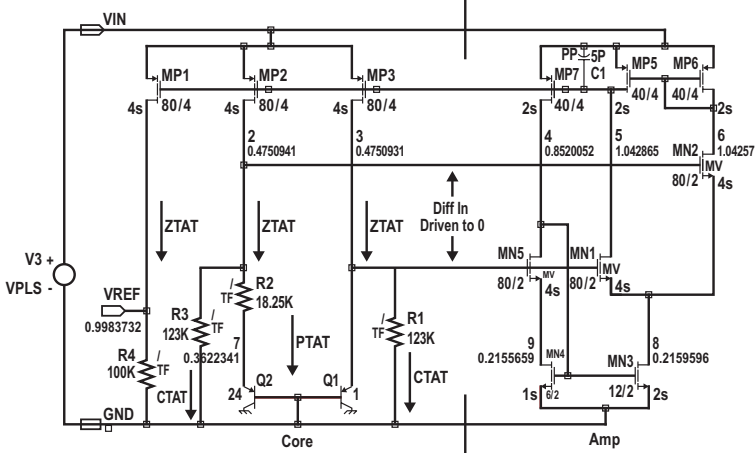 VIN
PP 5P
C1
MP1
MP2
MP3
MP7
MP5
MP6
80/4
80/4
80/4
40/4
40/4
40/4
4s
4s
4s
2s
2s
2s
2
0.4750941
3
0.4750931
4
0.8520052
5
1.042865
6
1.04257
MN2
MV
80/2
4s
Diff In
Driven to 0
ZTAT
ZTAT
ZTAT
V3 +
VPLS -
VREF
0.9983732
R2
18.25K
/
TF
R3
123K
/
TF
R1
123K
/
TF
R4
100K
/
TF
7
0.3622341
PTAT
CTAT
CTAT
Q2
24
Q1
1
MN5
MV
80/2
4s
MN1
MV
80/2
4s
9
0.2155659
8
0.2159596
MN4
6/2
1s
MN3
12/2
2s
GND
Core
Amp